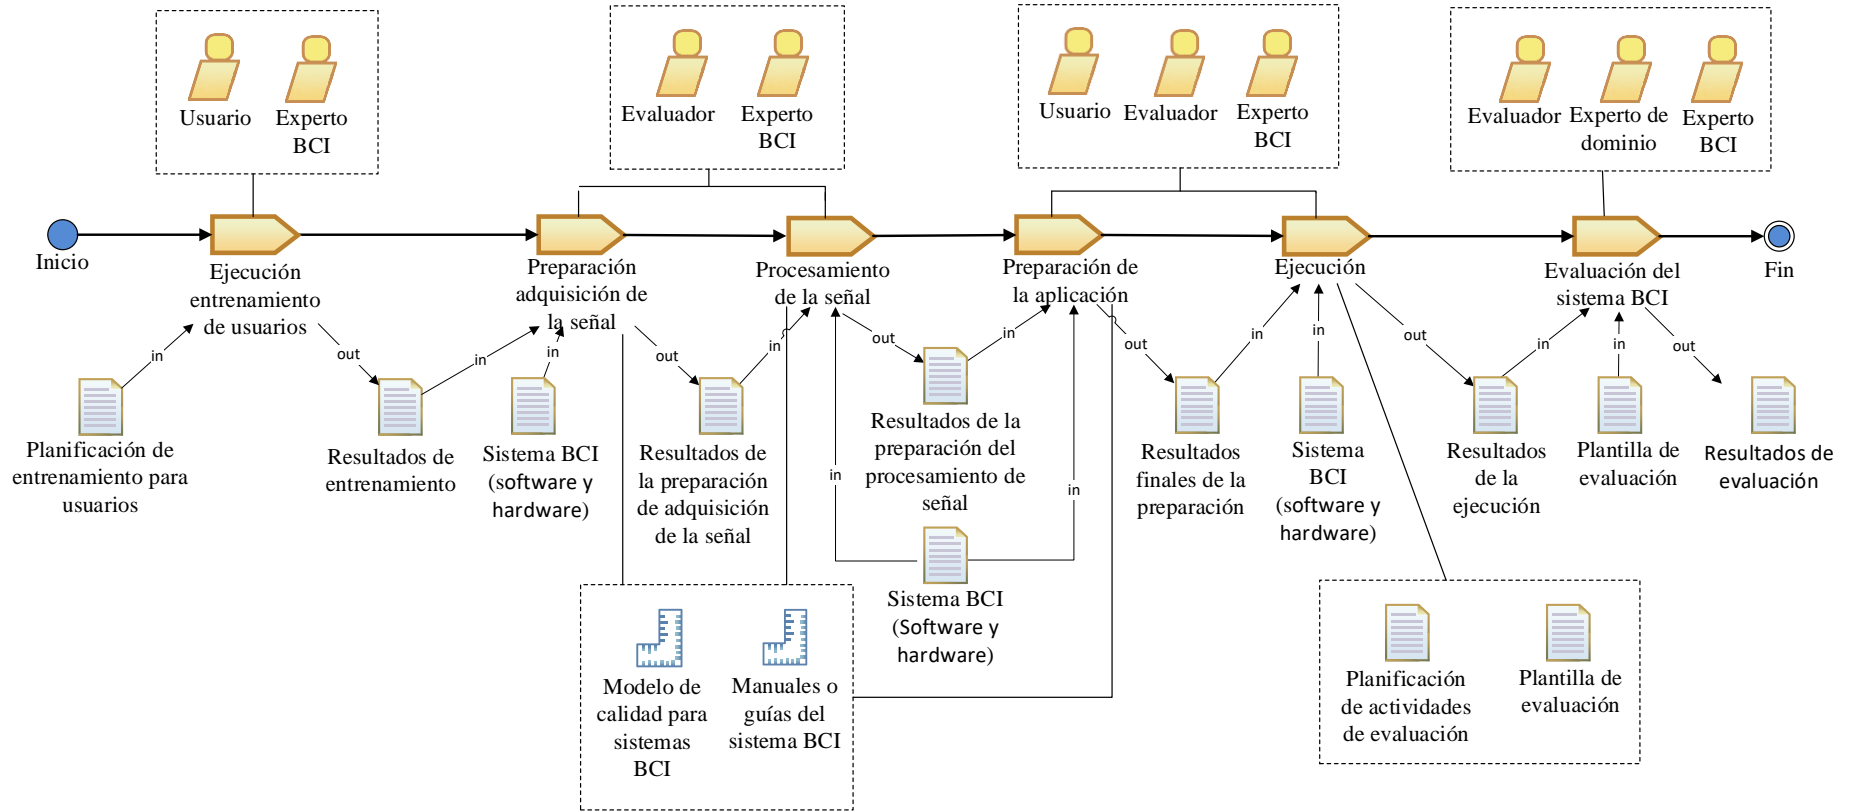 Usuario
Experto
BCI
Evaluador
Experto
BCI
Usuario
Evaluador
Experto
BCI
Evaluador
Experto de
dominio
Experto
BCI
Inicio
Ejecución
entrenamiento
de usuarios
Preparación
adquisición de
la señal
Procesamiento
de la señal
Preparación de
la aplicación
Ejecución
Evaluación del
sistema BCI
Fin
in
out
in
in
out
in
out
in
out
in
in
out
in
in
out
in
in
Planificación de
entrenamiento para
usuarios
Resultados de
entrenamiento
Sistema BCI
(software y
hardware)
Resultados de
la preparación
de adquisición
de la señal
Resultados de la
preparación del
procesamiento de
señal
Sistema BCI
(Software y
hardware)
Resultados
finales de la
preparación
Sistema
BCI
(software y
hardware)
Resultados
de la
ejecución
Plantilla de
evaluación
Resultados de
evaluación
Modelo de
calidad para
sistemas
BCI
Manuales o
guías del
sistema BCI
Planificación
de actividades
de evaluación
Plantilla de
evaluación